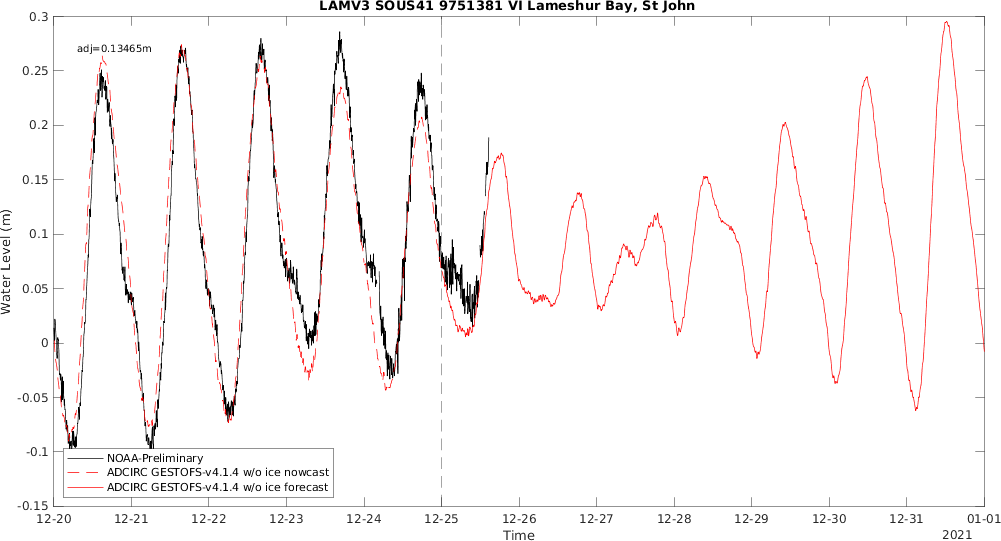 LAMV3 SOUS41 9751381 VI Lameshur Bay, St John
adj=0.13465m
0.3
0.25
0.2
0.15
0.1
0.05
0
-0.05
-0.1
-0.15
Water Level (m)
NOAA-Preliminary
ADCIRC GESTOFS-v4.1.4 w/o ice nowcast
ADCIRC GESTOFS-v4.1.4 w/o ice forecast
12-20 12-21 12-22 12-23 12-24 12-25 12-26 12-27 12-28 12-29 12-30 12-31 01-01
Time
2021